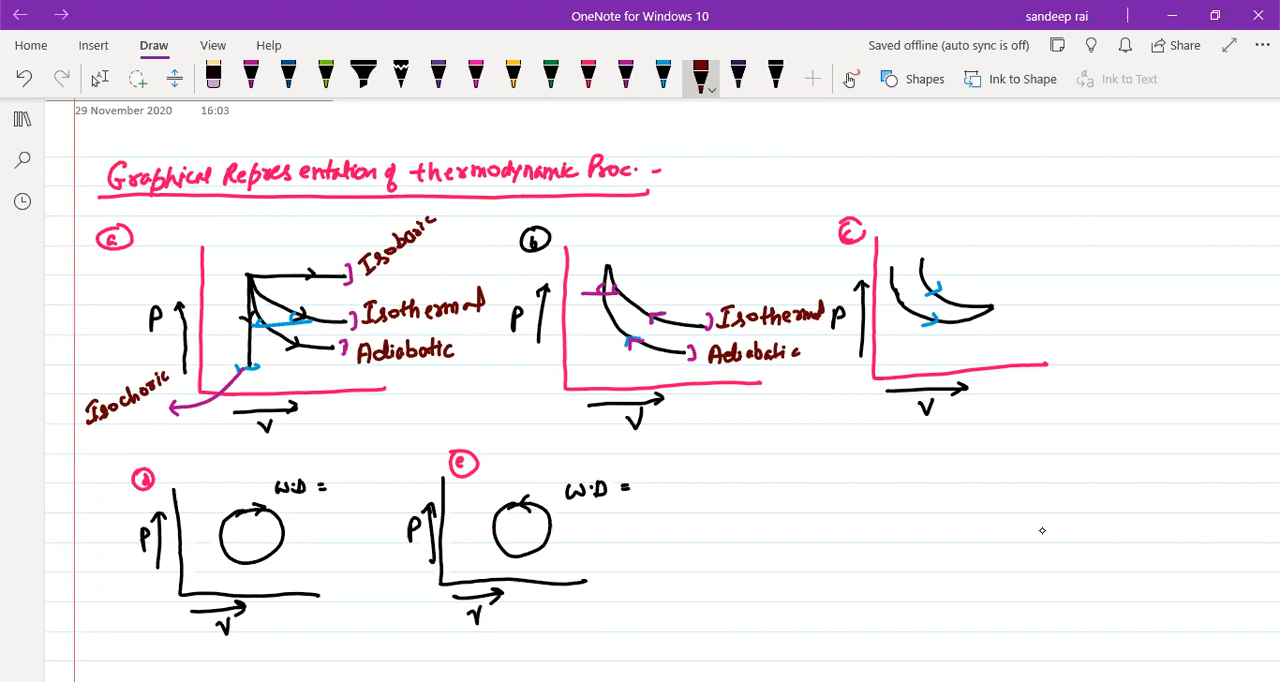 OneNote for Windows 10
sandeep rai
Home Insert Draw View Help
Saved offline (auto sync is off) Share
Shapes Ink to Shape Ink to Text
29 November 2020 16:03
Graphical Representation of thermodynamic Proc. -
a
Isobaric
Isothermal
Adiabatic
Isochoric
P
V
b
Isothermal
Adiabatic
P
V
c
P
V
d
W.D =
P
V
e
W.D =
P
V